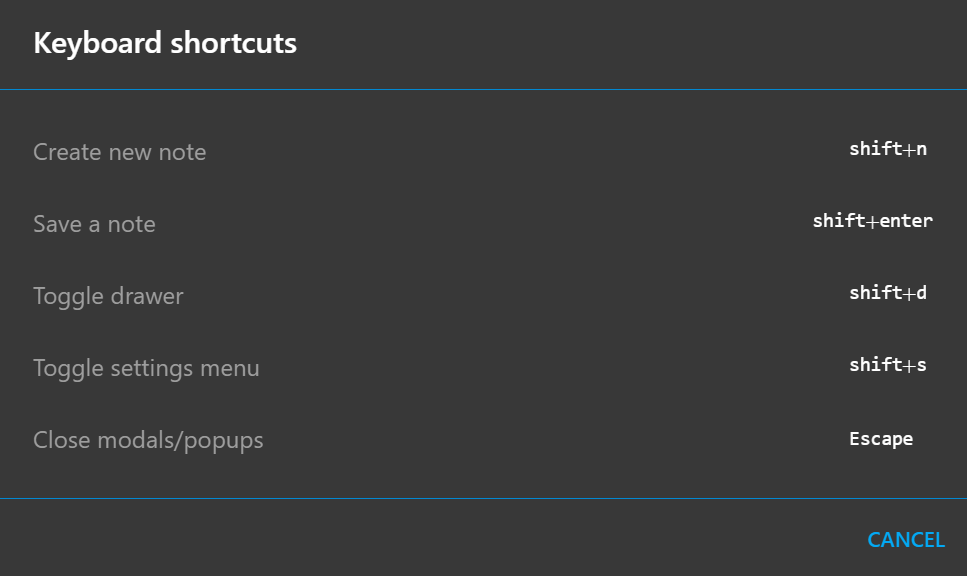 Keyboard shortcuts
Create new note shift+n
Save a note shift+enter
Toggle drawer shift+d
Toggle settings menu shift+s
Close modals/popups Escape
CANCEL